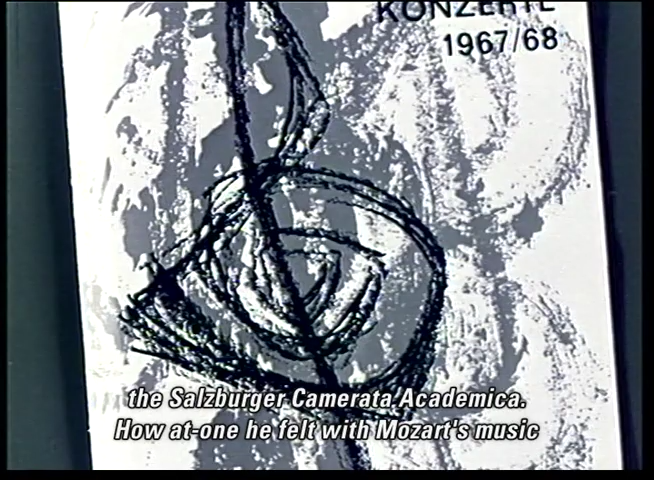 KONZERTE
1967/68
the Salzburger Camerata Academica.
How at-one he felt with Mozart's music